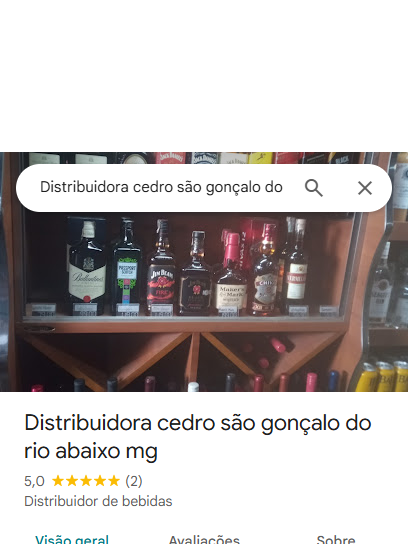 JACK DANIEL'S
BLACK
Distribuidora cedro são gonçalo do
Ballantine's
PASSPORT
SCOTCH
JIM BEAM
Maker's
Mark
Distribuidora cedro são gonçalo do
rio abaixo mg
5,0 ★★★★★ (2)
Distribuidor de bebidas
Visão geral Avaliações Sobre